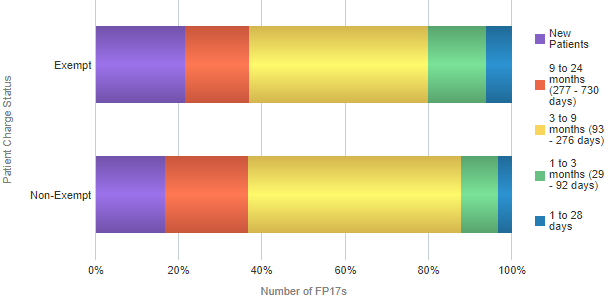 Patient Charge Status
Exempt
Non-Exempt
0%
20%
40%
60%
80%
100%
Number of FP17s
New
Patients
9 to 24
months
(277 - 730
days)
3 to 9
months (93
- 276 days)
1 to 3
months (29
- 92 days)
1 to 28
days